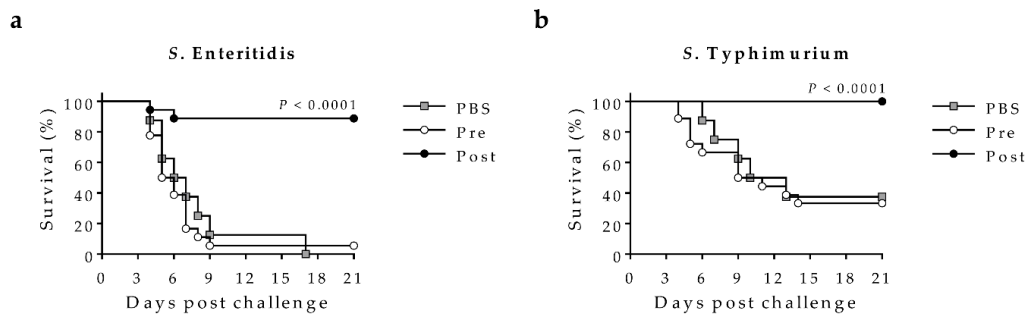 a
S. Enteritidis
P < 0.0001
Survival (%)
100
80
60
40
20
0
0 3 6 9 12 15 18 21
Days post challenge
PBS
Pre
Post
b
S. Typhimurium
P < 0.0001
Survival (%)
100
80
60
40
20
0
0 3 6 9 12 15 18 21
Days post challenge
PBS
Pre
Post